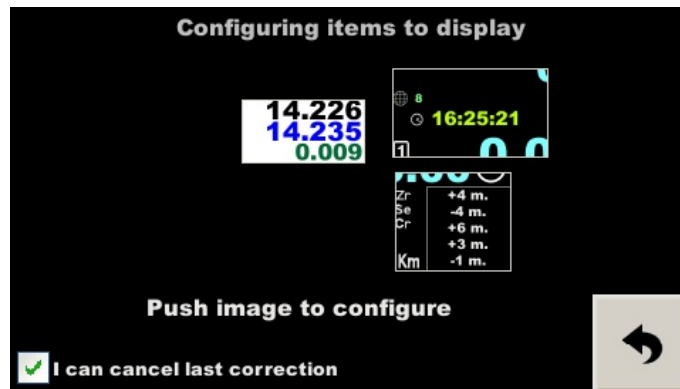 Configuring items to display
14.226
14.235
0.009
8
16:25:21
1
Zr +4 m.
Se -4 m.
Cr +6 m.
+3 m.
Km -1 m.
Push image to configure
I can cancel last correction